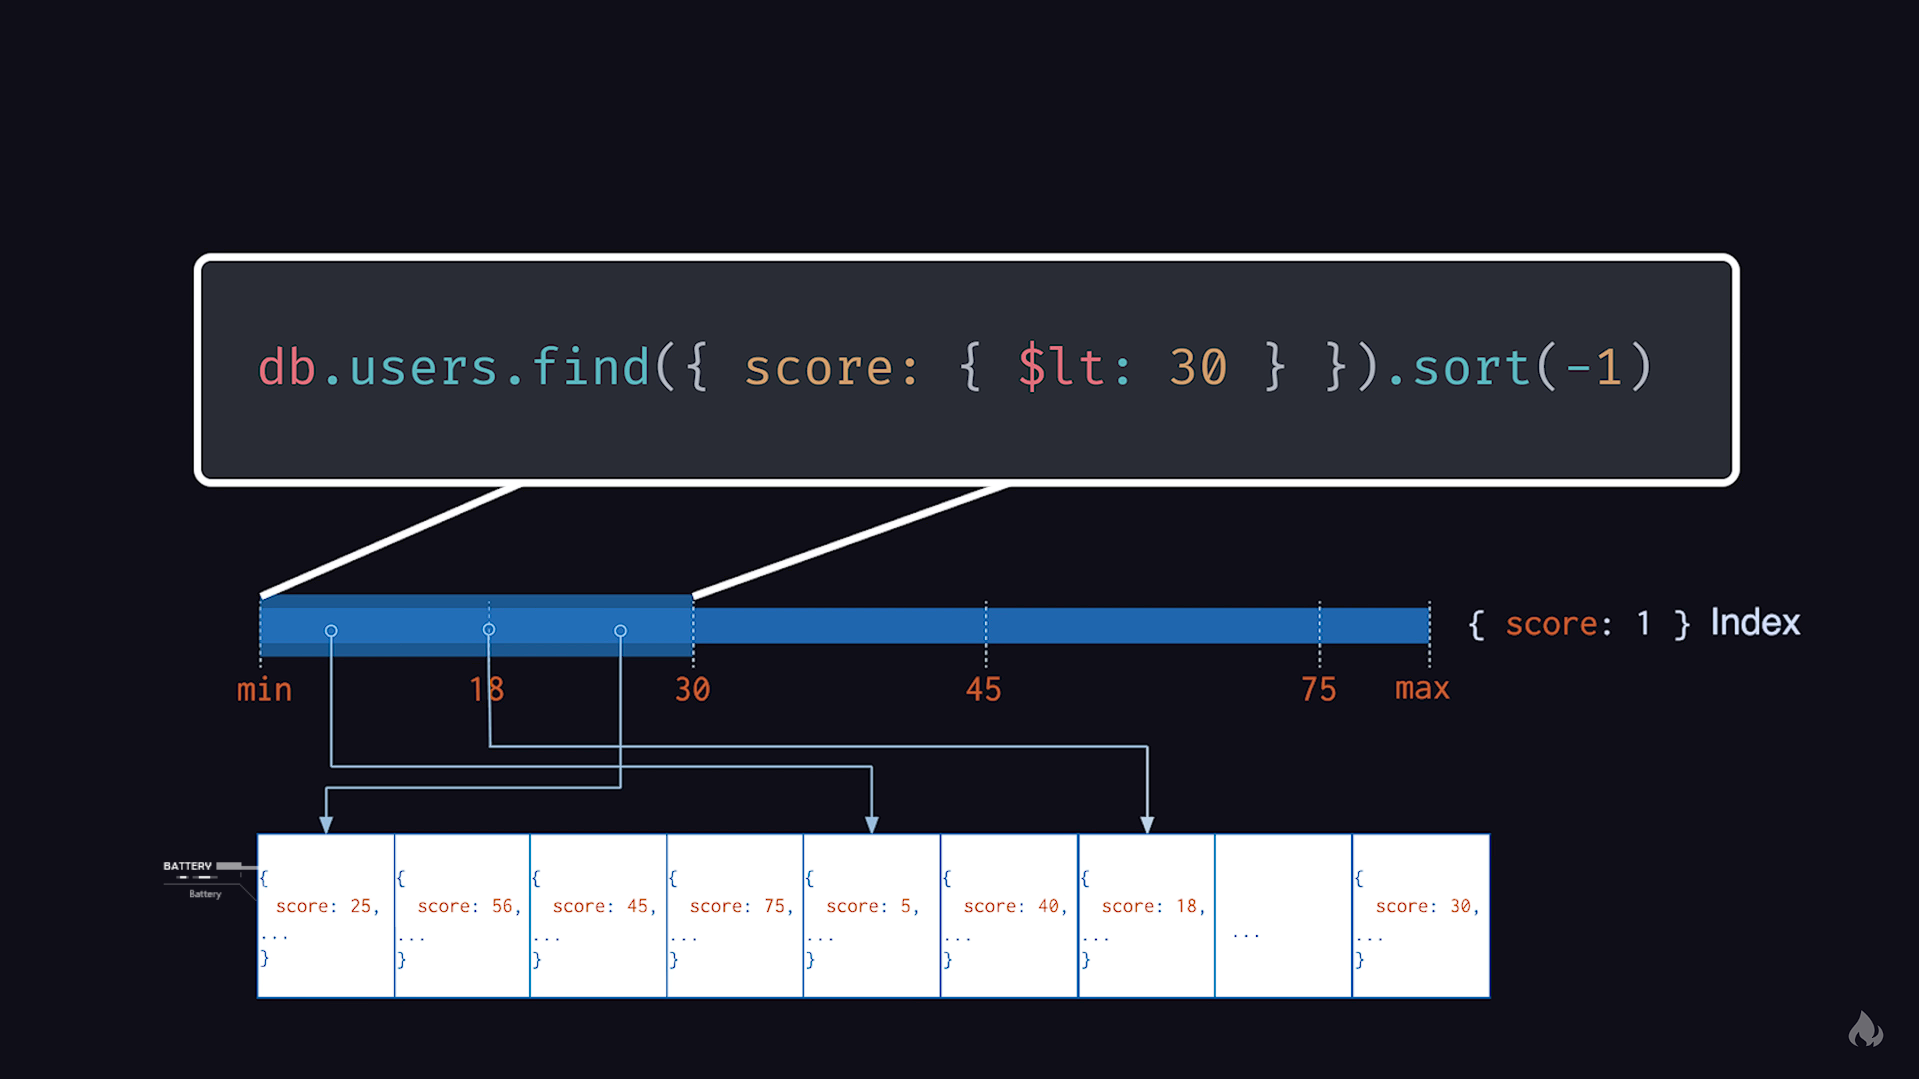 db.users.find({ score: { $lt: 30 } }).sort(-1)
{ score: 1 } Index
min 18 30 45 75 max
BATTERY
Battery
{ { { { { { { {
score: 25, score: 56, score: 45, score: 75, score: 5, score: 40, score: 18, score: 30,
... ... ... ... ... ... ... ... ...
} } } } } } } }